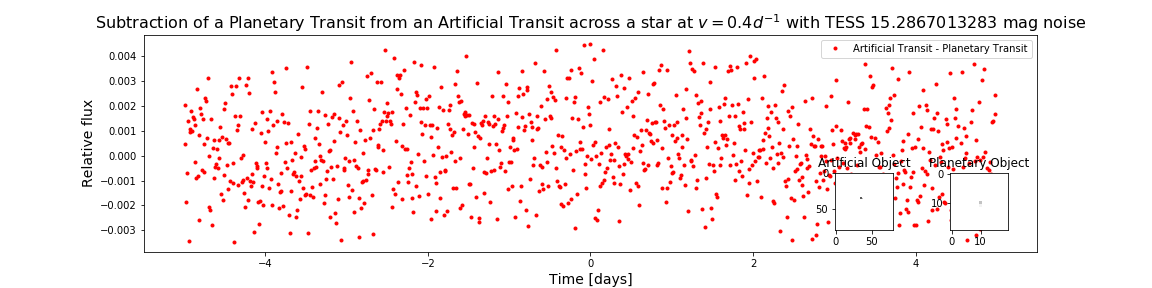 Subtraction of a Planetary Transit from an Artificial Transit across a star at v = 0.4d⁻¹ with TESS 15.2867013283 mag noise
Artificial Transit - Planetary Transit
Relative flux
0.004
0.003
0.002
0.001
0.000
−0.001
−0.002
−0.003
Artificial Object
0
50
0 50
Planetary Object
0
10
0 10
−4 −2 0 2 4
Time [days]